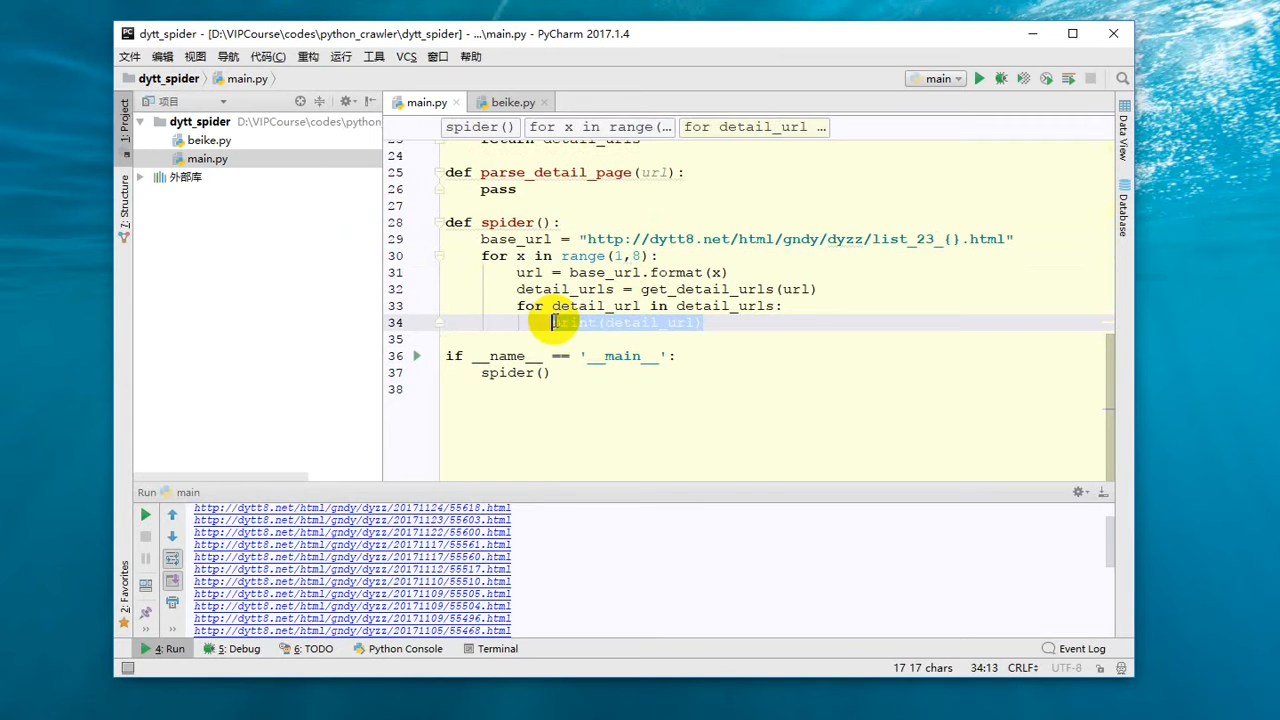 dytt_spider - [D:\VIPCourse\codes\python_crawler\dytt_spider] - ...\main.py - PyCharm 2017.1.4
文件 编辑 视图 导航 代码(C) 重构 运行 工具 VCS 窗口 帮助
dytt_spider main.py main
项目 main.py beike.py
spider() for x in range(... for detail_url ...
dytt_spider D:\VIPCourse\codes\python
beike.py
main.py
外部库
1: Project
7: Structure
2: Favorites
Data View
Database
return detail_urls
24
25 def parse_detail_page(url):
26 pass
27
28 def spider():
29 base_url = "http://dytt8.net/html/gndy/dyzz/list_23_{}.html"
30 for x in range(1,8):
31 url = base_url.format(x)
32 detail_urls = get_detail_urls(url)
33 for detail_url in detail_urls:
34 print(detail_url)
35
36 if __name__ == '__main__':
37 spider()
38
Run main
http://dytt8.net/html/gndy/dyzz/20171124/55618.html
http://dytt8.net/html/gndy/dyzz/20171123/55603.html
http://dytt8.net/html/gndy/dyzz/20171122/55600.html
http://dytt8.net/html/gndy/dyzz/20171117/55561.html
http://dytt8.net/html/gndy/dyzz/20171117/55560.html
http://dytt8.net/html/gndy/dyzz/20171112/55517.html
http://dytt8.net/html/gndy/dyzz/20171110/55510.html
http://dytt8.net/html/gndy/dyzz/20171109/55505.html
http://dytt8.net/html/gndy/dyzz/20171109/55504.html
http://dytt8.net/html/gndy/dyzz/20171109/55496.html
http://dytt8.net/html/gndy/dyzz/20171105/55468.html
4: Run 5: Debug 6: TODO Python Console Terminal Event Log
17 17 chars 34:13 CRLF UTF-8